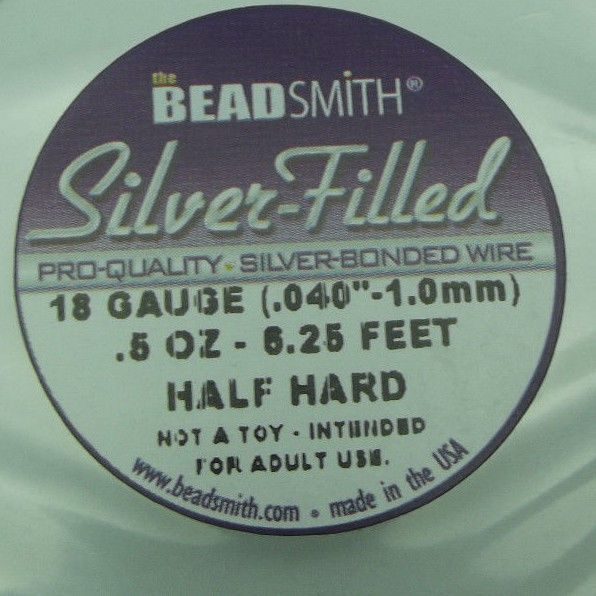 the
BEADSMITH®
Silver-Filled
PRO-QUALITY • SILVER-BONDED WIRE
18 GAUGE (.040"-1.0mm)
.5 OZ - 6.25 FEET
HALF HARD
NOT A TOY - INTENDED
FOR ADULT USE.
www.beadsmith.com • made in the USA